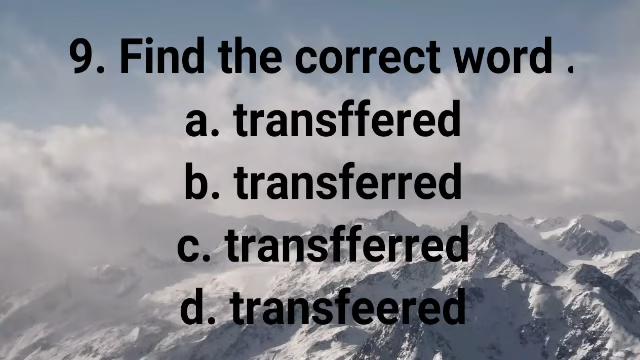 9. Find the correct word .
a. transffered
b. transferred
c. transfferred
d. transfeered